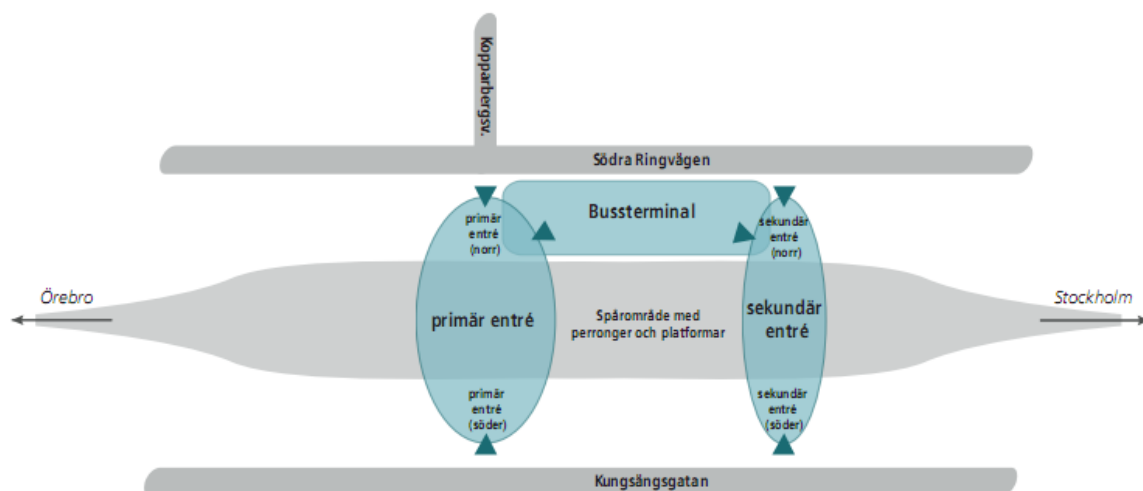 Kopparbergsv.
Södra Ringvägen
Bussterminal
primär
entré
(norr)
sekundär
entré
(norr)
Örebro
Stockholm
primär entré
Spårområde med
perronger och platformar
sekundär
entré
primär
entré
(söder)
sekundär
entré
(söder)
Kungsängsgatan